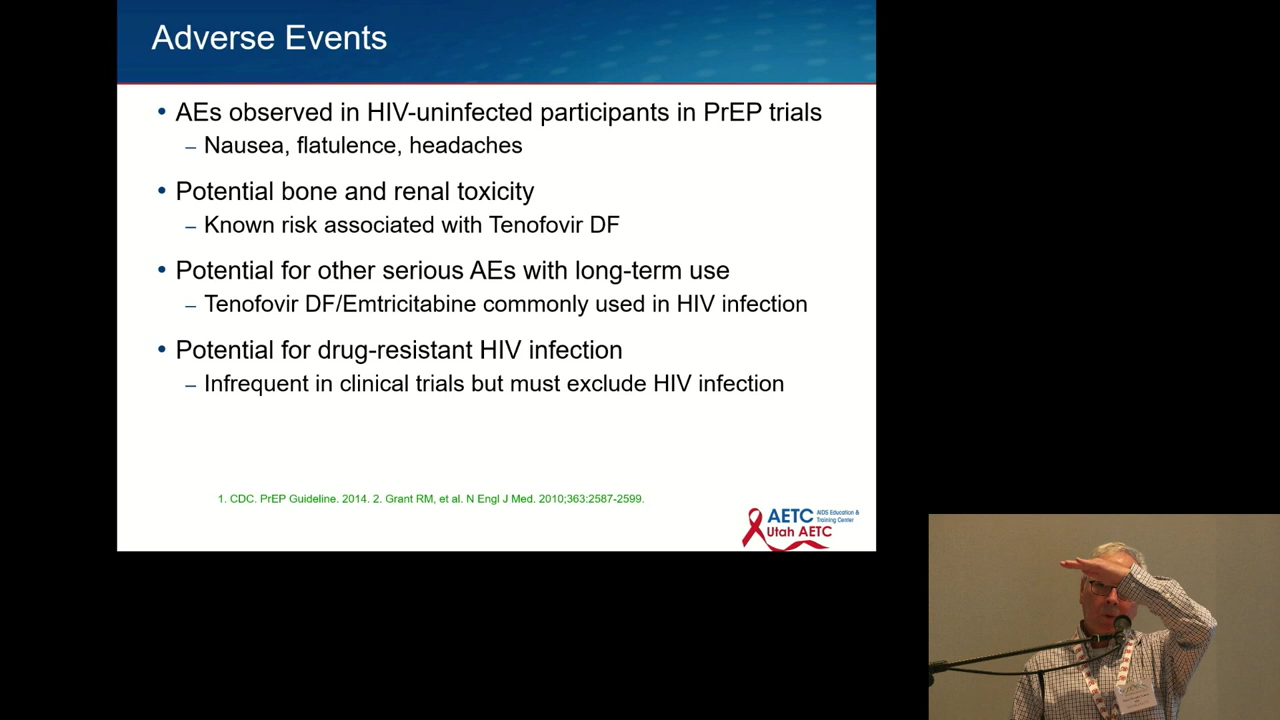 Adverse Events
• AEs observed in HIV-uninfected participants in PrEP trials
– Nausea, flatulence, headaches
• Potential bone and renal toxicity
– Known risk associated with Tenofovir DF
• Potential for other serious AEs with long-term use
– Tenofovir DF/Emtricitabine commonly used in HIV infection
• Potential for drug-resistant HIV infection
– Infrequent in clinical trials but must exclude HIV infection
1. CDC. PrEP Guideline. 2014. 2. Grant RM, et al. N Engl J Med. 2010;363:2587-2599.
AETC AIDS Education &
Training Center
Utah AETC